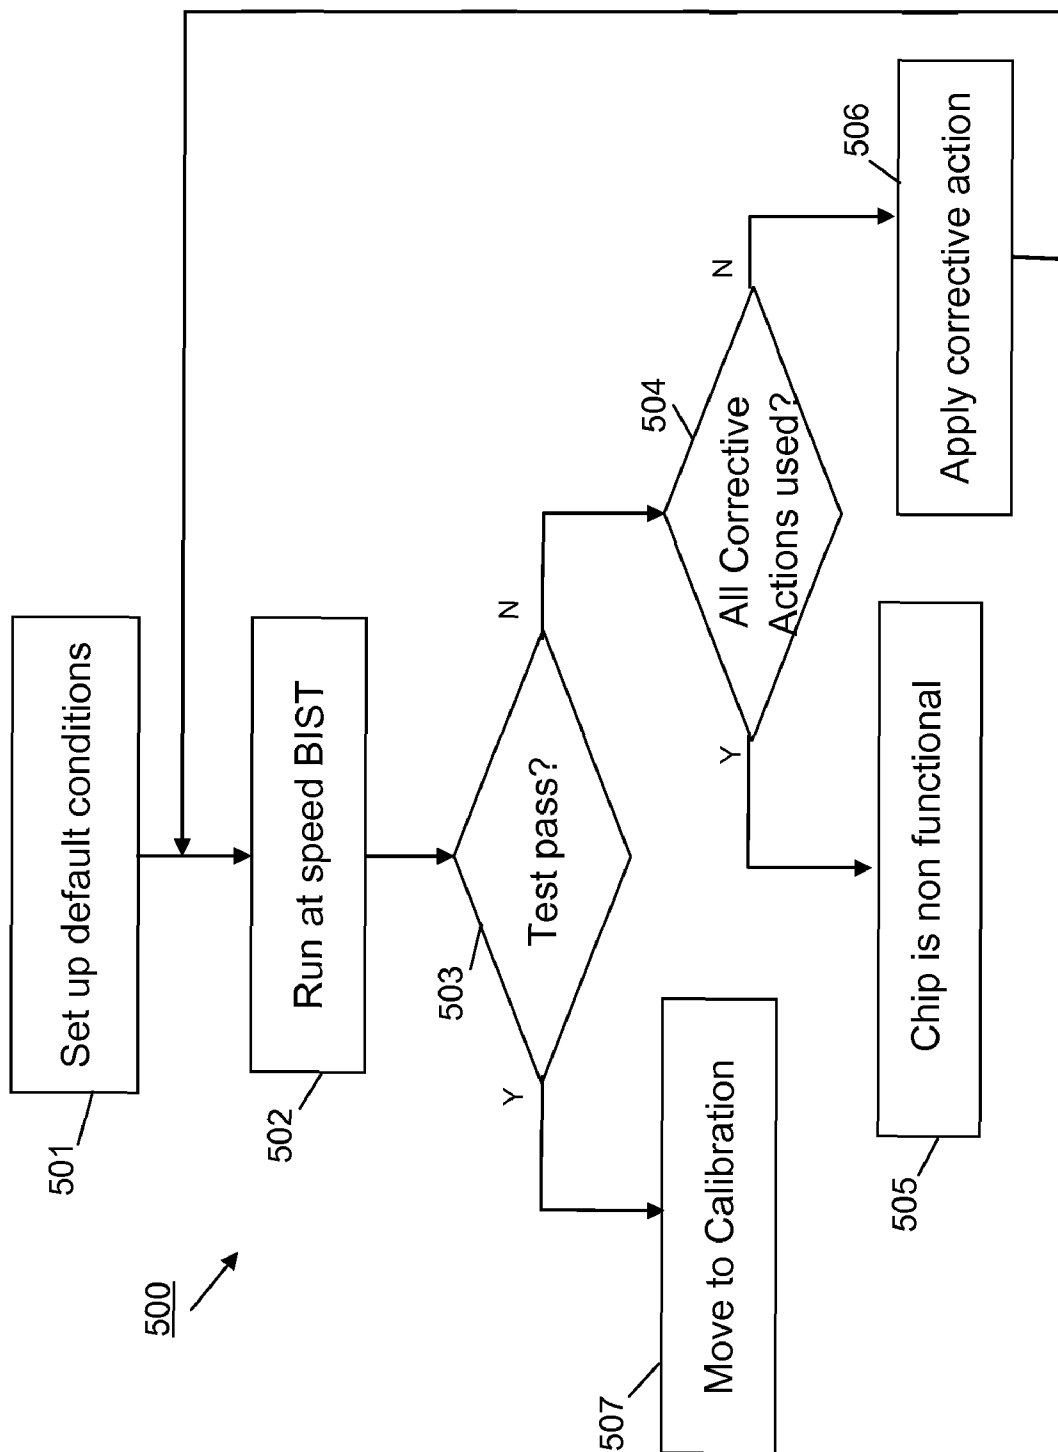 500
501
Set up default conditions
502
Run at speed BIST
503
Test pass?
Y
N
504
All Corrective
Actions used?
Y
N
507
Move to Calibration
505
Chip is non functional
506
Apply corrective action